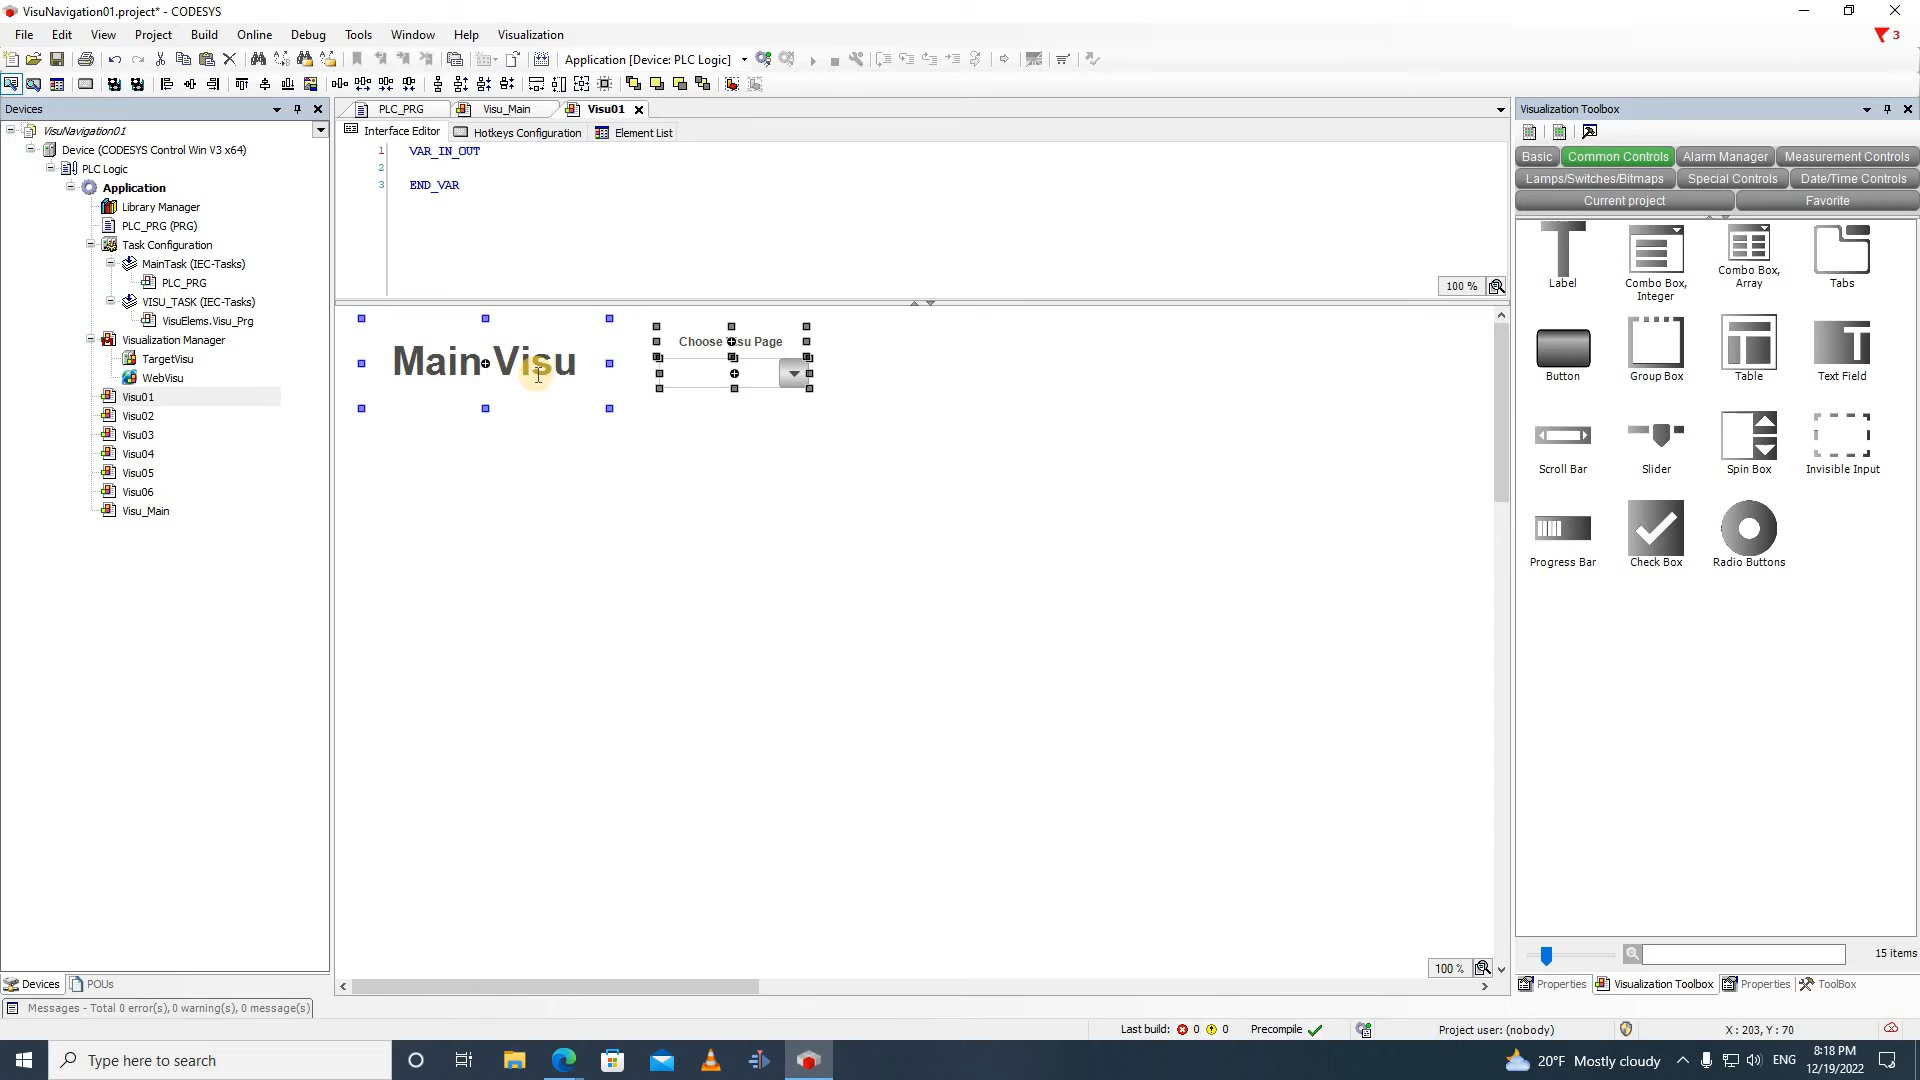 VisuNavigation01.project* - CODESYS
File Edit View Project Build Online Debug Tools Window Help Visualization
3
Application [Device: PLC Logic]
Devices
PLC_PRG Visu_Main Visu01
Visualization Toolbox
VisuNavigation01
Device (CODESYS Control Win V3 x64)
PLC Logic
Application
Library Manager
PLC_PRG (PRG)
Task Configuration
MainTask (IEC-Tasks)
PLC_PRG
VISU_TASK (IEC-Tasks)
VisuElems.Visu_Prg
Visualization Manager
TargetVisu
WebVisu
Visu01
Visu02
Visu03
Visu04
Visu05
Visu06
Visu_Main
Interface Editor Hotkeys Configuration Element List
1 VAR_IN_OUT
2
3 END_VAR
100 %
Main Visu
Choose Visu Page
100 %
Basic Common Controls Alarm Manager Measurement Controls
Lamps/Switches/Bitmaps Special Controls Date/Time Controls
Current project Favorite
Label Combo Box, Integer Combo Box, Array Tabs
Button Group Box Table Text Field
Scroll Bar Slider Spin Box Invisible Input
Progress Bar Check Box Radio Buttons
15 items
Devices POUs
Properties Visualization Toolbox Properties ToolBox
Messages - Total 0 error(s), 0 warning(s), 0 message(s)
Last build: 0 0 Precompile Project user: (nobody) X: 203, Y: 70
Type here to search
20°F Mostly cloudy ENG 8:18 PM
12/19/2022